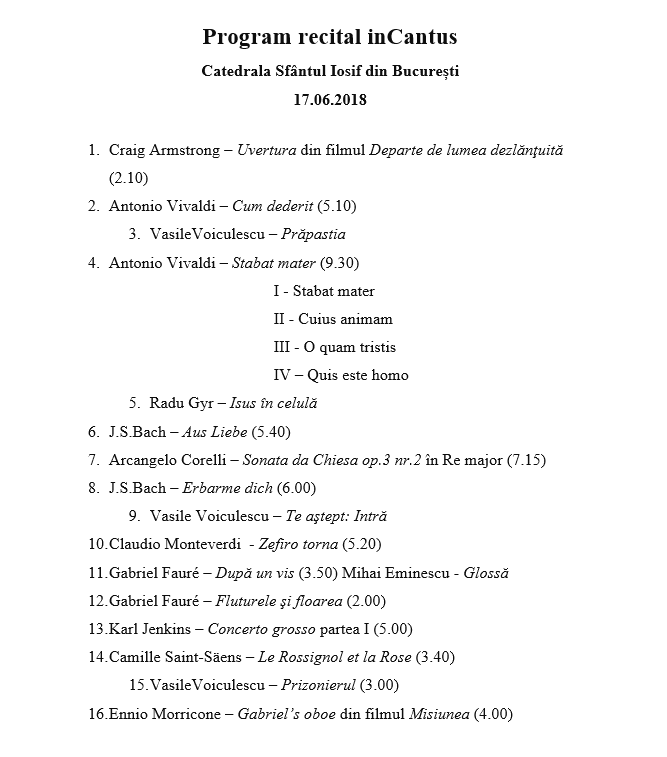 Program recital inCantus
Catedrala Sfântul Iosif din București
17.06.2018
1. Craig Armstrong – Uvertura din filmul Departe de lumea dezlănţuită
(2.10)
2. Antonio Vivaldi – Cum dederit (5.10)
3. VasileVoiculescu – Prăpastia
4. Antonio Vivaldi – Stabat mater (9.30)
I - Stabat mater
II - Cuius animam
III - O quam tristis
IV – Quis este homo
5. Radu Gyr – Isus în celulă
6. J.S.Bach – Aus Liebe (5.40)
7. Arcangelo Corelli – Sonata da Chiesa op.3 nr.2 în Re major (7.15)
8. J.S.Bach – Erbarme dich (6.00)
9. Vasile Voiculescu – Te aştept: Intră
10.Claudio Monteverdi  - Zefiro torna (5.20)
11.Gabriel Fauré – După un vis (3.50) Mihai Eminescu - Glossă
12.Gabriel Fauré – Fluturele şi floarea (2.00)
13.Karl Jenkins – Concerto grosso partea I (5.00)
14.Camille Saint-Säens – Le Rossignol et la Rose (3.40)
15.VasileVoiculescu – Prizonierul (3.00)
16.Ennio Morricone – Gabriel’s oboe din filmul Misiunea (4.00)